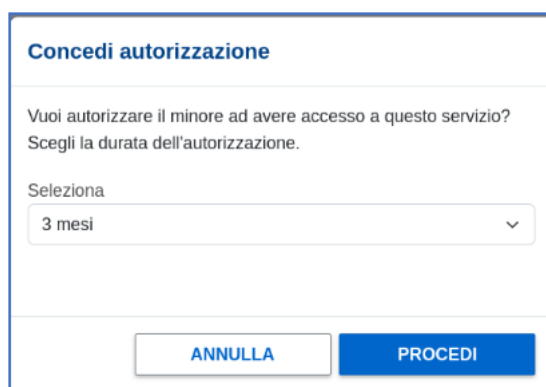 Concedi autorizzazione
Vuoi autorizzare il minore ad avere accesso a questo servizio?
Scegli la durata dell'autorizzazione.
Seleziona
3 mesi
ANNULLA
PROCEDI